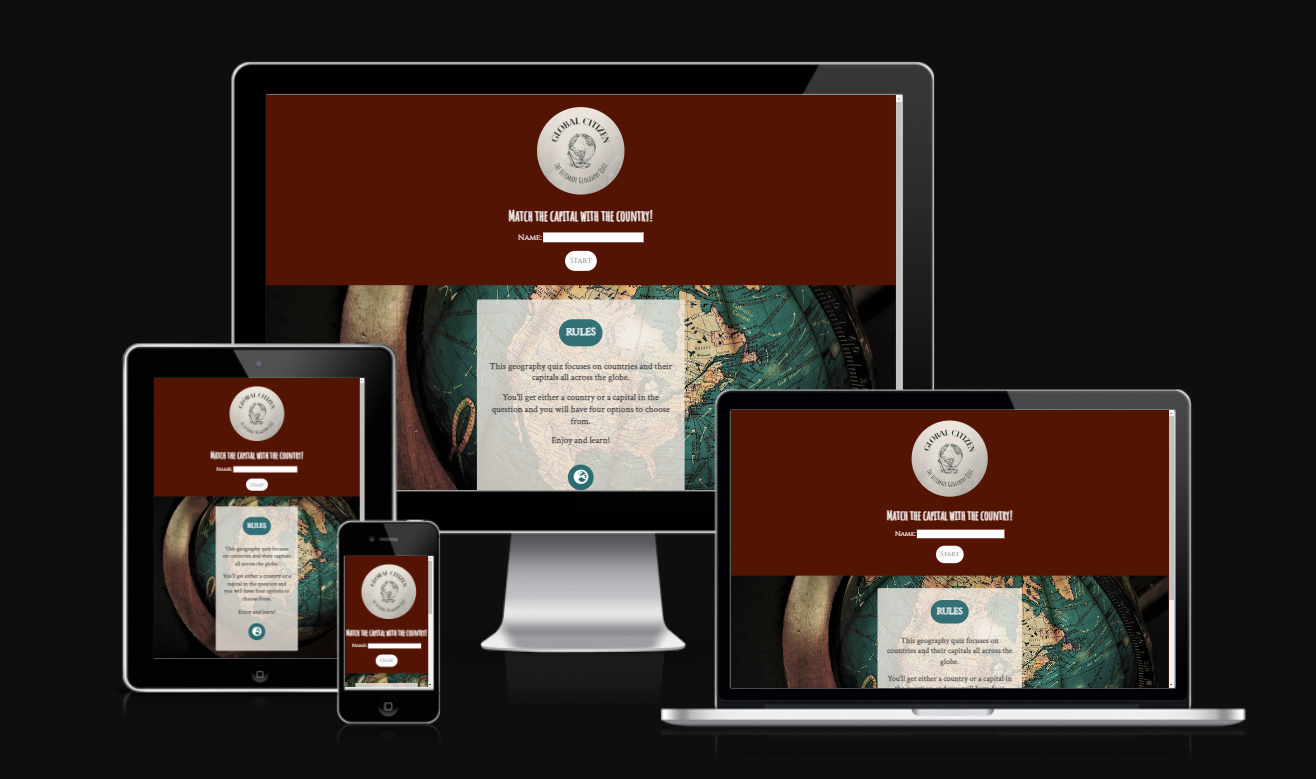 GLOBAL CITIZEN
THE ULTIMATE GEOGRAPHY QUIZ
MATCH THE CAPITAL WITH THE COUNTRY!
NAME:
START
RULES
This geography quiz focuses on countries and their
capitals all across the globe.
You'll get either a country or a capital in the
question and you will have four options to choose
from.
Enjoy and learn!
GLOBAL CITIZEN
MATCH THE CAPITAL WITH THE COUNTRY!
NAME:
START
RULES
This geography quiz focuses
on countries and their capitals
all across the globe.
You'll get either a country or a
capital in the question and
you will have four options to
choose from.
Enjoy and learn!
GLOBAL CITIZEN
MATCH THE CAPITAL WITH THE COUNTRY!
NAME:
START
GLOBAL CITIZEN
THE ULTIMATE GEOGRAPHY QUIZ
MATCH THE CAPITAL WITH THE COUNTRY!
NAME:
START
RULES
This geography quiz focuses on
countries and their capitals all across the
globe.
You'll get either a country or a capital in